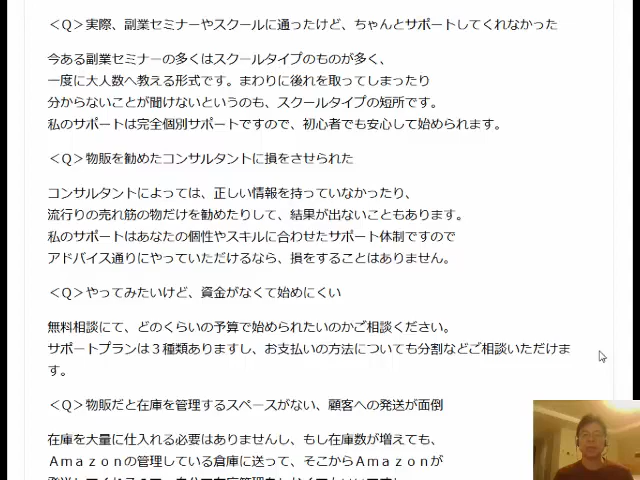 ＜Ｑ＞実際、副業セミナーやスクールに通ったけど、ちゃんとサポートしてくれなかった
今ある副業セミナーの多くはスクールタイプのものが多く、
一度に大人数へ教える形式です。まわりに後れを取ってしまったり
分からないことが聞けないというのも、スクールタイプの短所です。
私のサポートは完全個別サポートですので、初心者でも安心して始められます。
＜Ｑ＞物販を勧めたコンサルタントに損をさせられた
コンサルタントによっては、正しい情報を持っていなかったり、
流行りの売れ筋の物だけを勧めたりして、結果が出ないこともあります。
私のサポートはあなたの個性やスキルに合わせたサポート体制ですので
アドバイス通りにやっていただけるなら、損をすることはありません。
＜Ｑ＞やってみたいけど、資金がなくて始めにくい
無料相談にて、どのくらいの予算で始められたいのかご相談ください。
サポートプランは３種類ありますし、お支払いの方法についても分割などご相談いただけま
す。
＜Ｑ＞物販だと在庫を管理するスペースがない、顧客への発送が面倒
在庫を大量に仕入れる必要はありませんし、もし在庫数が増えても、
Ａｍａｚｏｎの管理している倉庫に送って、そこからＡｍａｚｏｎが